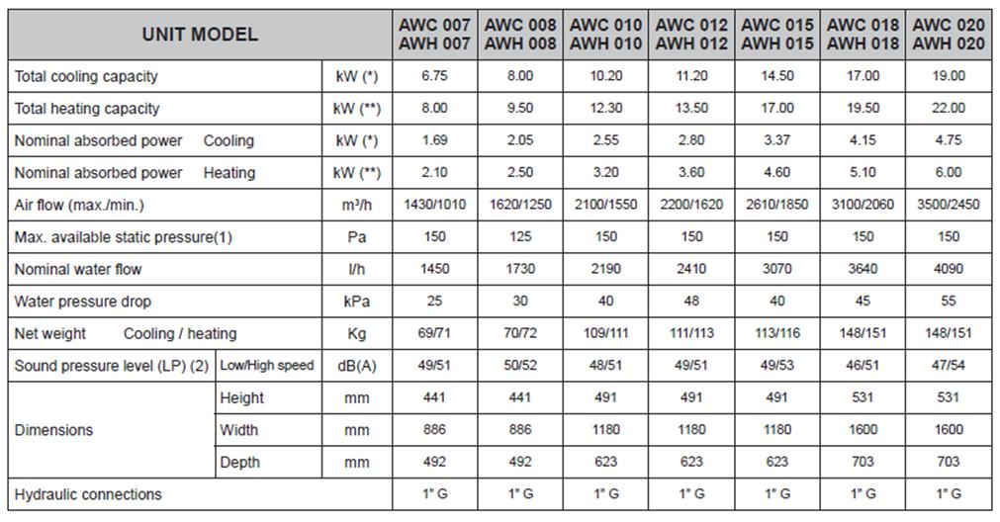 UNIT MODEL AWC 007 AWC 008 AWC 010 AWC 012 AWC 015 AWC 018 AWC 020
AWH 007 AWH 008 AWH 010 AWH 012 AWH 015 AWH 018 AWH 020
Total cooling capacity kW (*) 6.75 8.00 10.20 11.20 14.50 17.00 19.00
Total heating capacity kW (**) 8.00 9.50 12.30 13.50 17.00 19.50 22.00
Nominal absorbed power Cooling kW (*) 1.69 2.05 2.55 2.80 3.37 4.15 4.75
Nominal absorbed power Heating kW (**) 2.10 2.50 3.20 3.60 4.60 5.10 6.00
Air flow (max./min.) m³/h 1430/1010 1620/1250 2100/1550 2200/1620 2610/1850 3100/2060 3500/2450
Max. available static pressure(1) Pa 150 125 150 150 150 150 150
Nominal water flow l/h 1450 1730 2190 2410 3070 3640 4090
Water pressure drop kPa 25 30 40 48 40 45 55
Net weight Cooling / heating Kg 69/71 70/72 109/111 111/113 113/116 148/151 148/151
Sound pressure level (LP) (2) Low/High speed dB(A) 49/51 50/52 48/51 49/51 49/53 46/51 47/54
Height mm 441 441 491 491 491 531 531
Dimensions Width mm 886 886 1180 1180 1180 1600 1600
Depth mm 492 492 623 623 623 703 703
Hydraulic connections 1” G 1” G 1” G 1” G 1” G 1” G 1” G